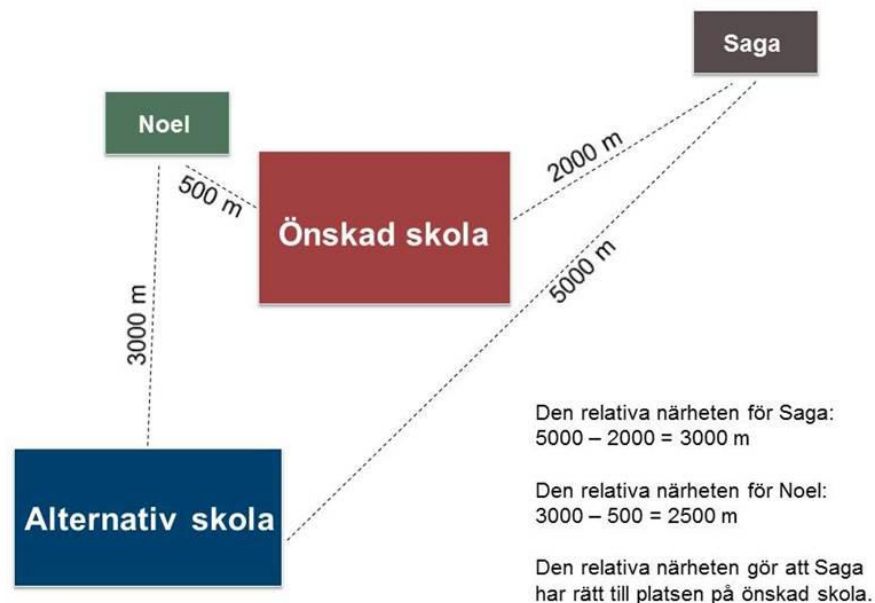 Saga
Noel
2000 m
500 m
Önskad skola
5000 m
3000 m
Alternativ skola
Den relativa närheten för Saga:
5000 – 2000 = 3000 m
Den relativa närheten för Noel:
3000 – 500 = 2500 m
Den relativa närheten gör att Saga
har rätt till platsen på önskad skola.